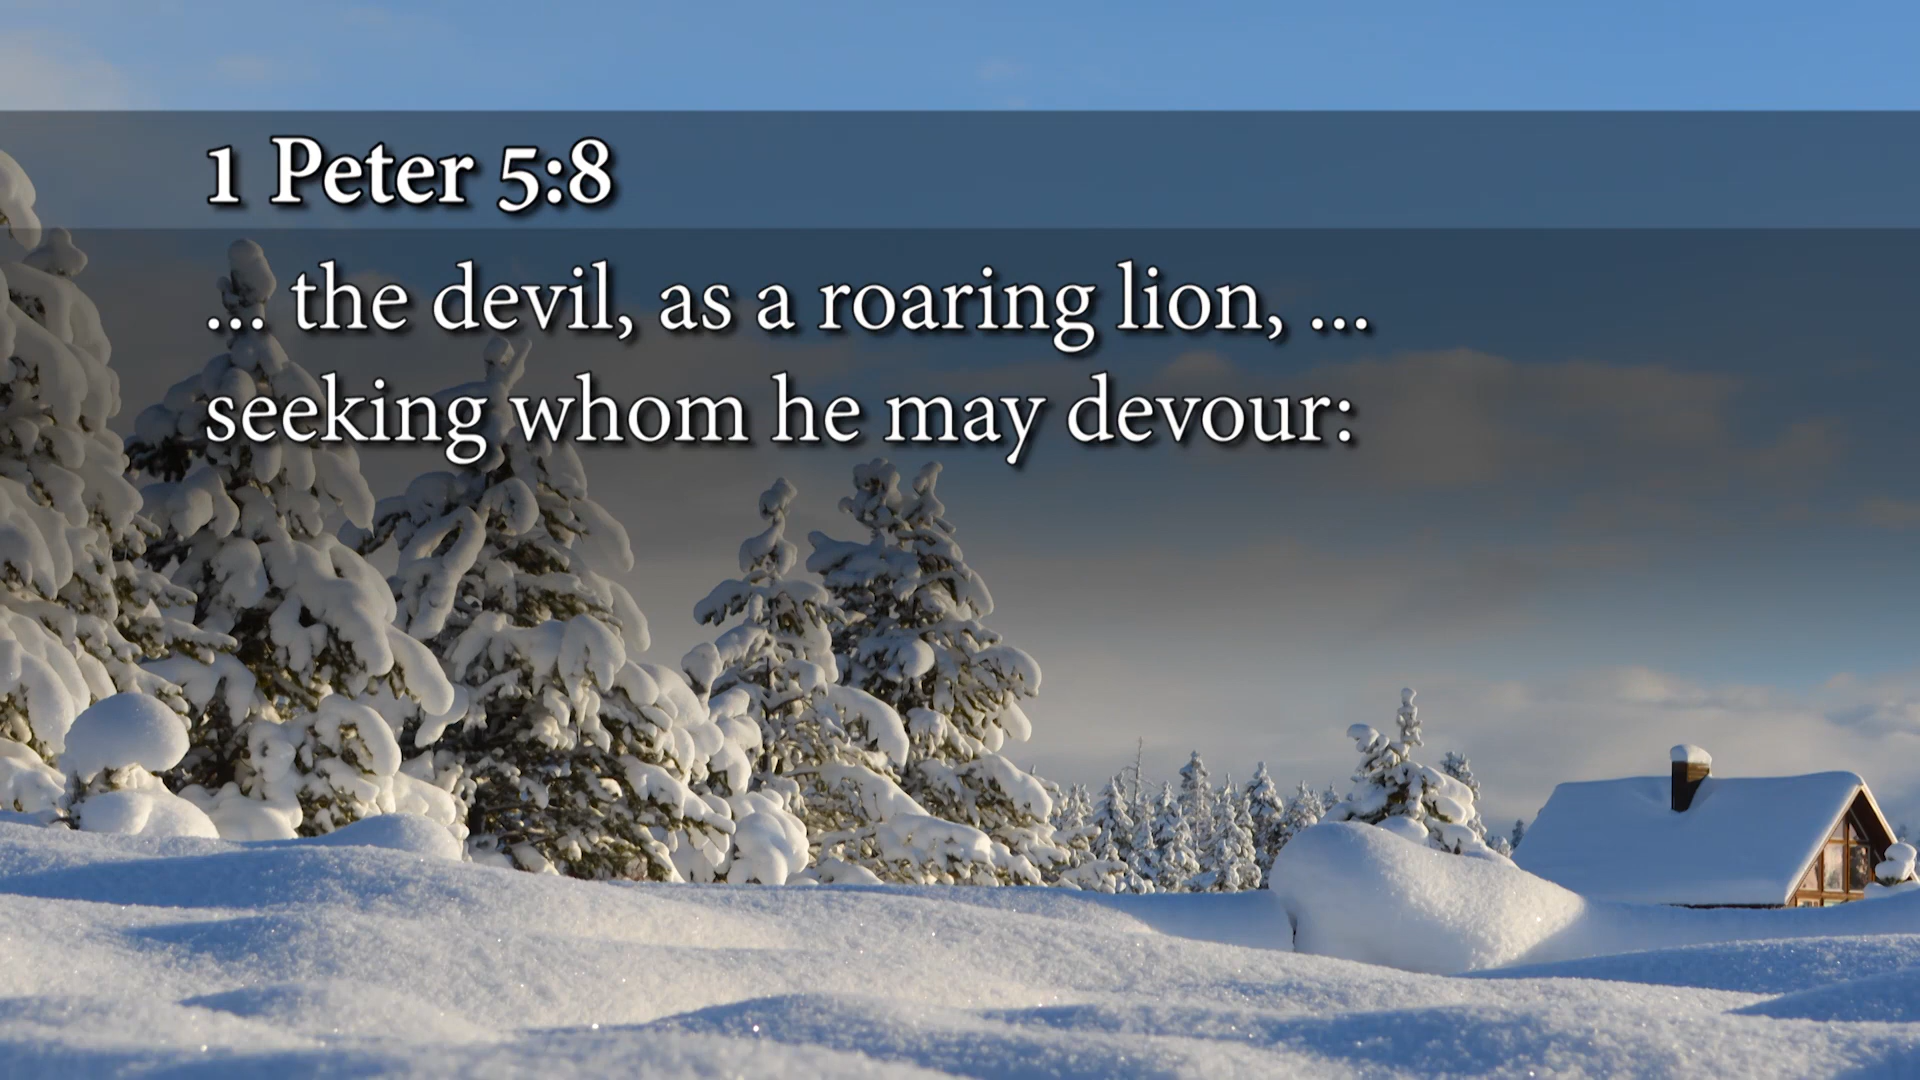 1 Peter 5:8
... the devil, as a roaring lion, ...
seeking whom he may devour: